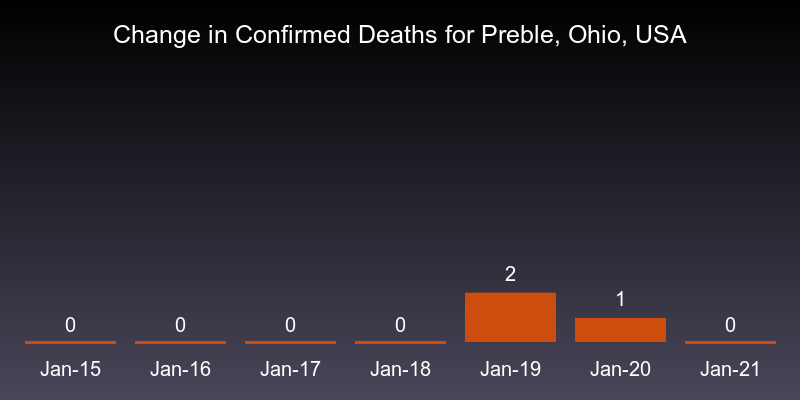 Change in Confirmed Deaths for Preble, Ohio, USA
0 0 0 0 2 1 0
Jan-15 Jan-16 Jan-17 Jan-18 Jan-19 Jan-20 Jan-21